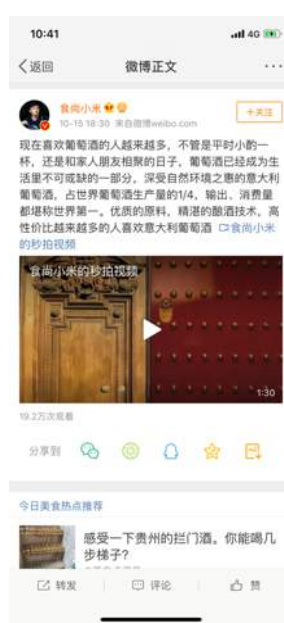 10:41
4G
返回
微博正文
食尚小米
+关注
10-15 18:30 来自微博weibo.com
现在喜欢葡萄酒的人越来越多，不管是平时小酌一
杯，还是和家人朋友相聚的日子，葡萄酒已经成为生
活里不可或缺的一部分，深受自然环境之惠的意大利
葡萄酒，占世界葡萄酒生产量的1/4，输出、消费量
都堪称世界第一。优质的原料，精湛的酿酒技术，高
性价比越来越多的人喜欢意大利葡萄酒 食尚小米
的秒拍视频
食尚小米的秒拍视频
1:30
19.2万次观看
分享到
今日美食热点推荐
感受一下贵州的拦门酒。你能喝几
步梯子？
转发
评论
赞